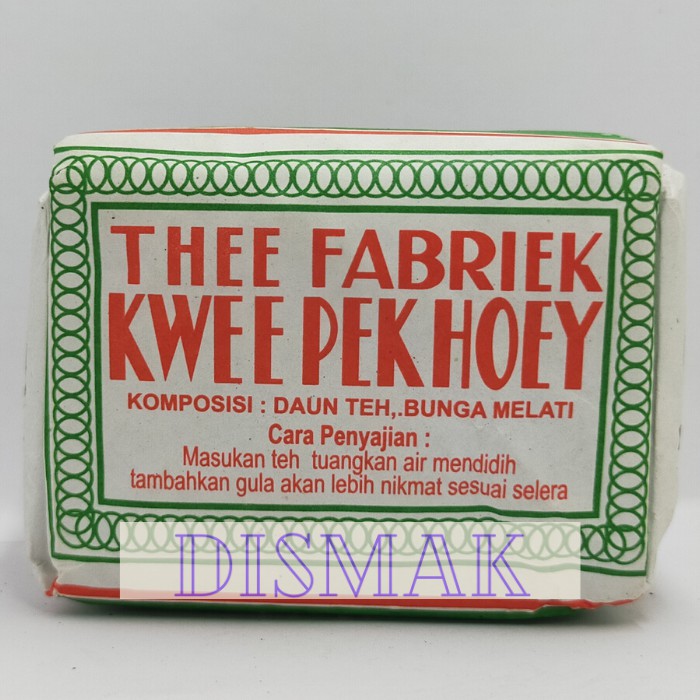 THEE FABRIEK
KWEE PEK HOEY
KOMPOSISI : DAUN TEH,.BUNGA MELATI
Cara Penyajian :
Masukan teh tuangkan air mendidih
tambahkan gula akan lebih nikmat sesuai selera
DISMAK